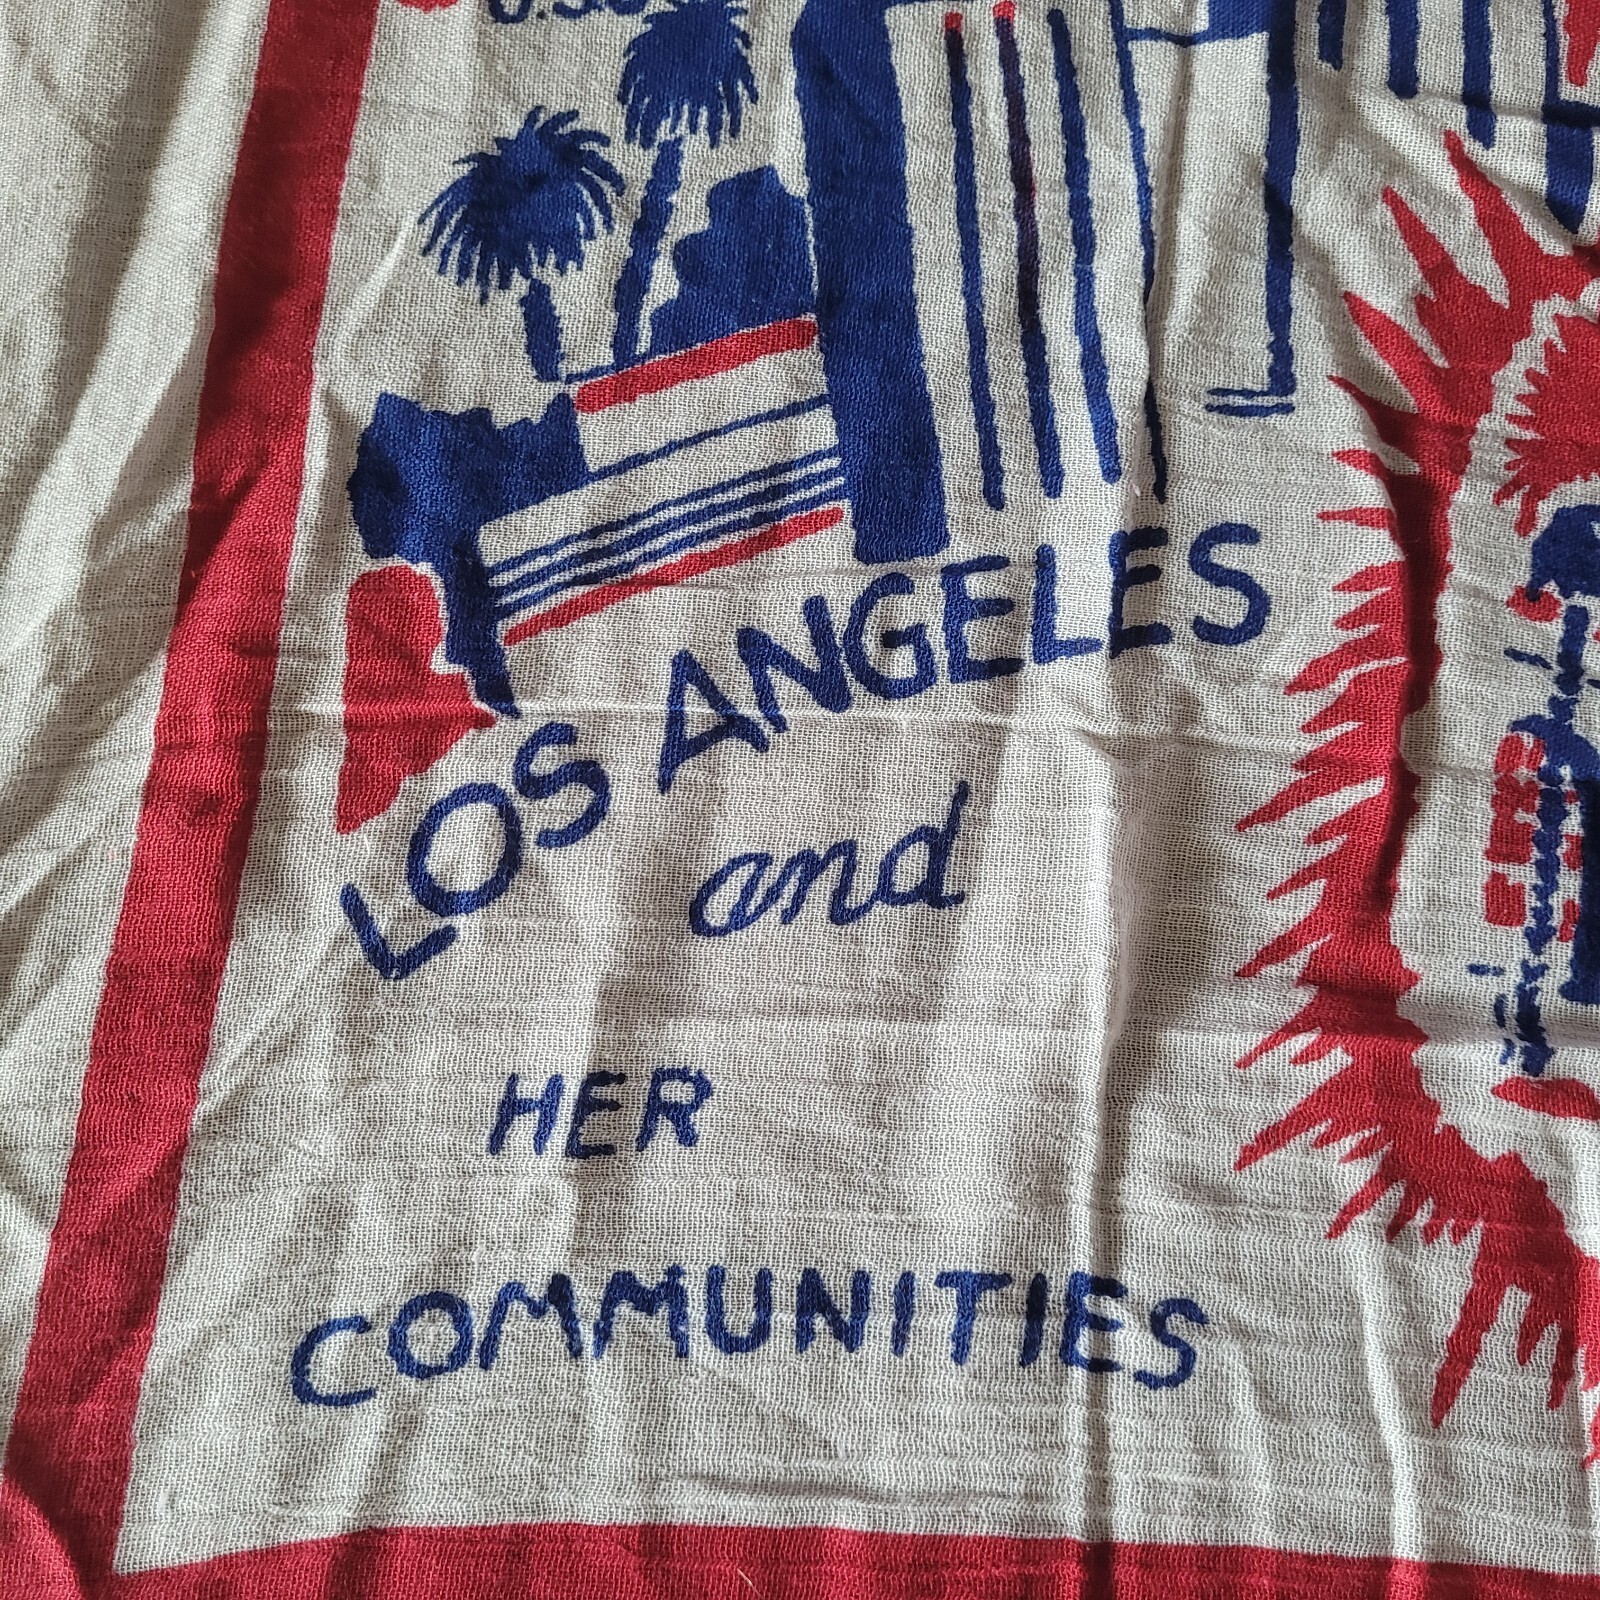 U.S.C
LOS ANGELES
and
HER
COMMUNITIES